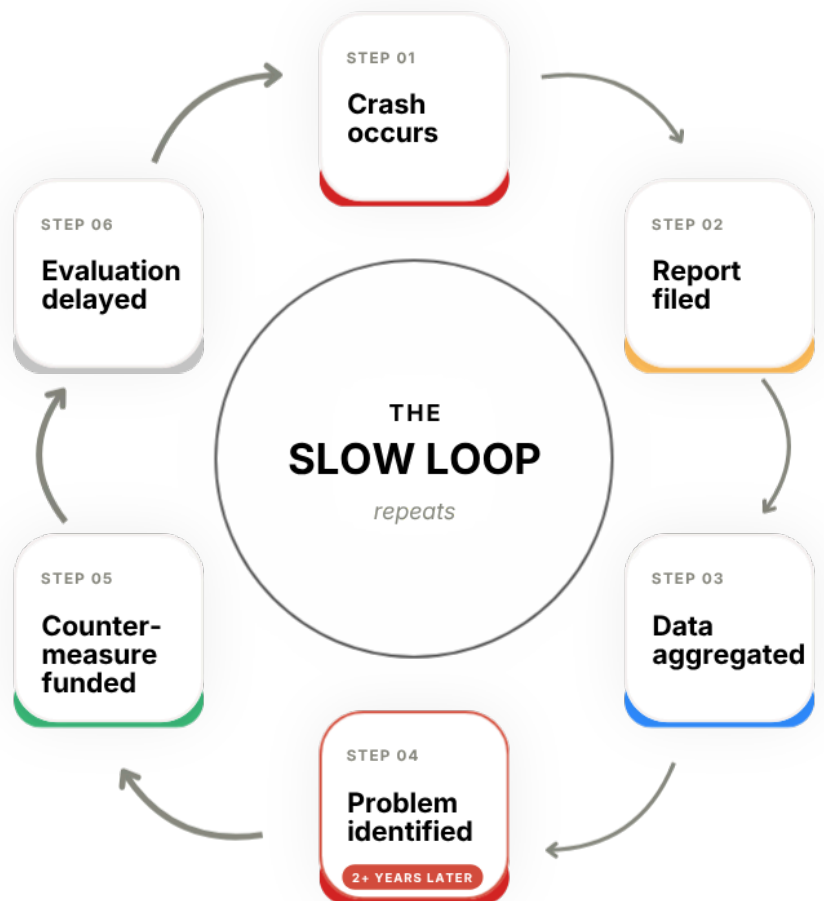 STEP 01
Crash
occurs
STEP 02
Report
filed
STEP 03
Data
aggregated
STEP 04
Problem
identified
2+ YEARS LATER
STEP 05
Counter-
measure
funded
STEP 06
Evaluation
delayed
THE
SLOW LOOP
repeats